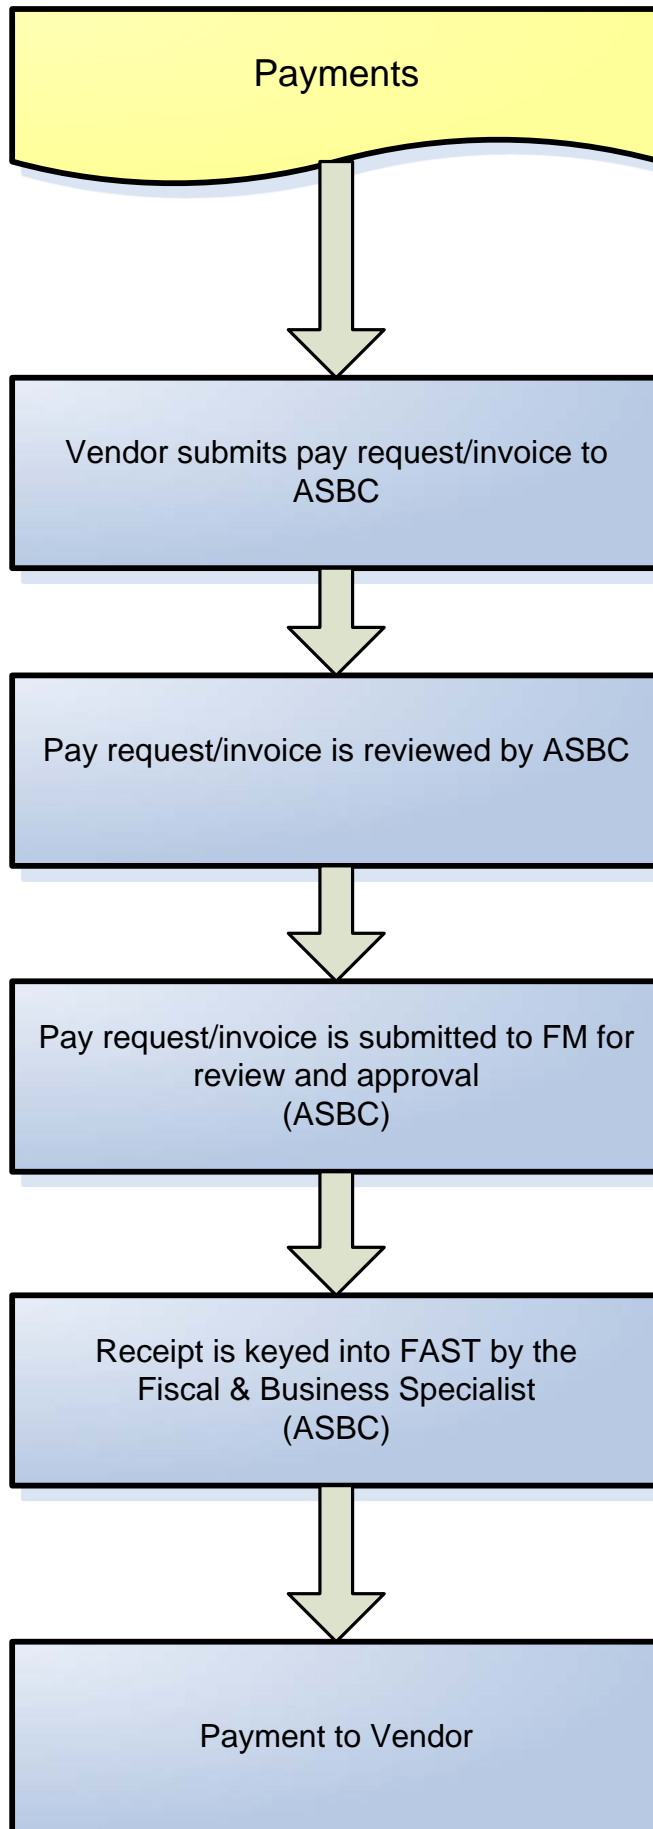 Payments
Vendor submits pay request/invoice to
ASBC
Pay request/invoice is reviewed by ASBC
Pay request/invoice is submitted to FM for
review and approval
(ASBC)
Receipt is keyed into FAST by the
Fiscal & Business Specialist
(ASBC)
Payment to Vendor